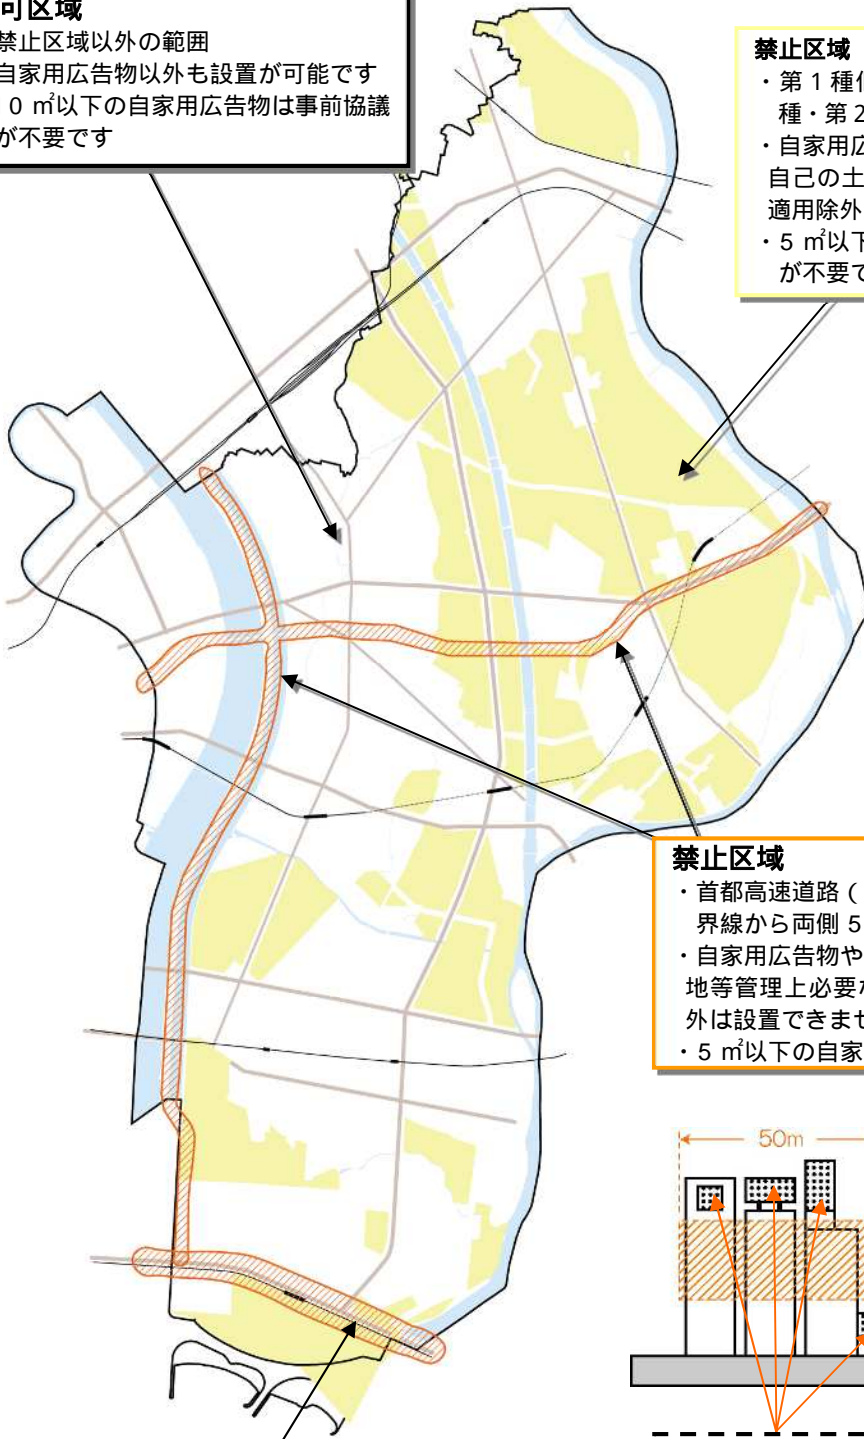 可区域
禁止区域以外の範囲
自家用広告物以外も設置が可能です
0 ㎡以下の自家用広告物は事前協議
が不要です
禁止区域
・第1種
種・第2
・自家用広
自己の土
適用除外
・5 ㎡以下
が不要で
禁止区域
・首都高速道路（
界線から両側 5
・自家用広告物や
地等管理上必要な
外は設置できませ
・5 ㎡以下の自家
50m